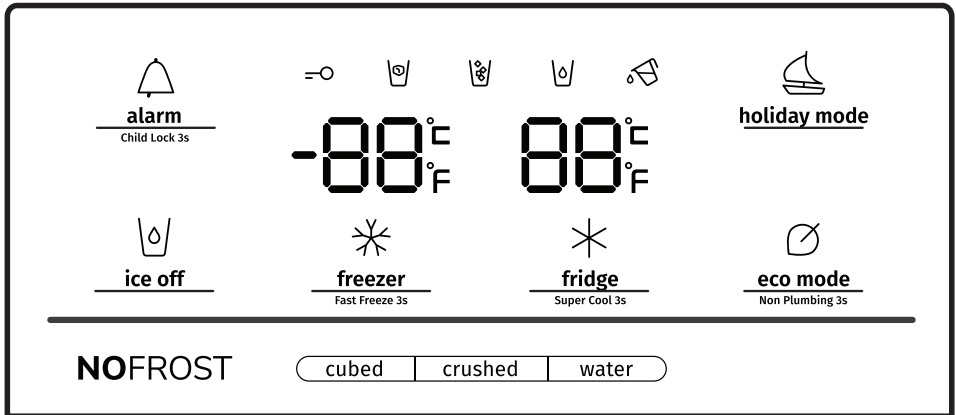 alarm
Child Lock 3s
holiday mode
-88 °C °F
88 °C °F
ice off
freezer
Fast Freeze 3s
fridge
Super Cool 3s
eco mode
Non Plumbing 3s
NOFROST
cubed
crushed
water